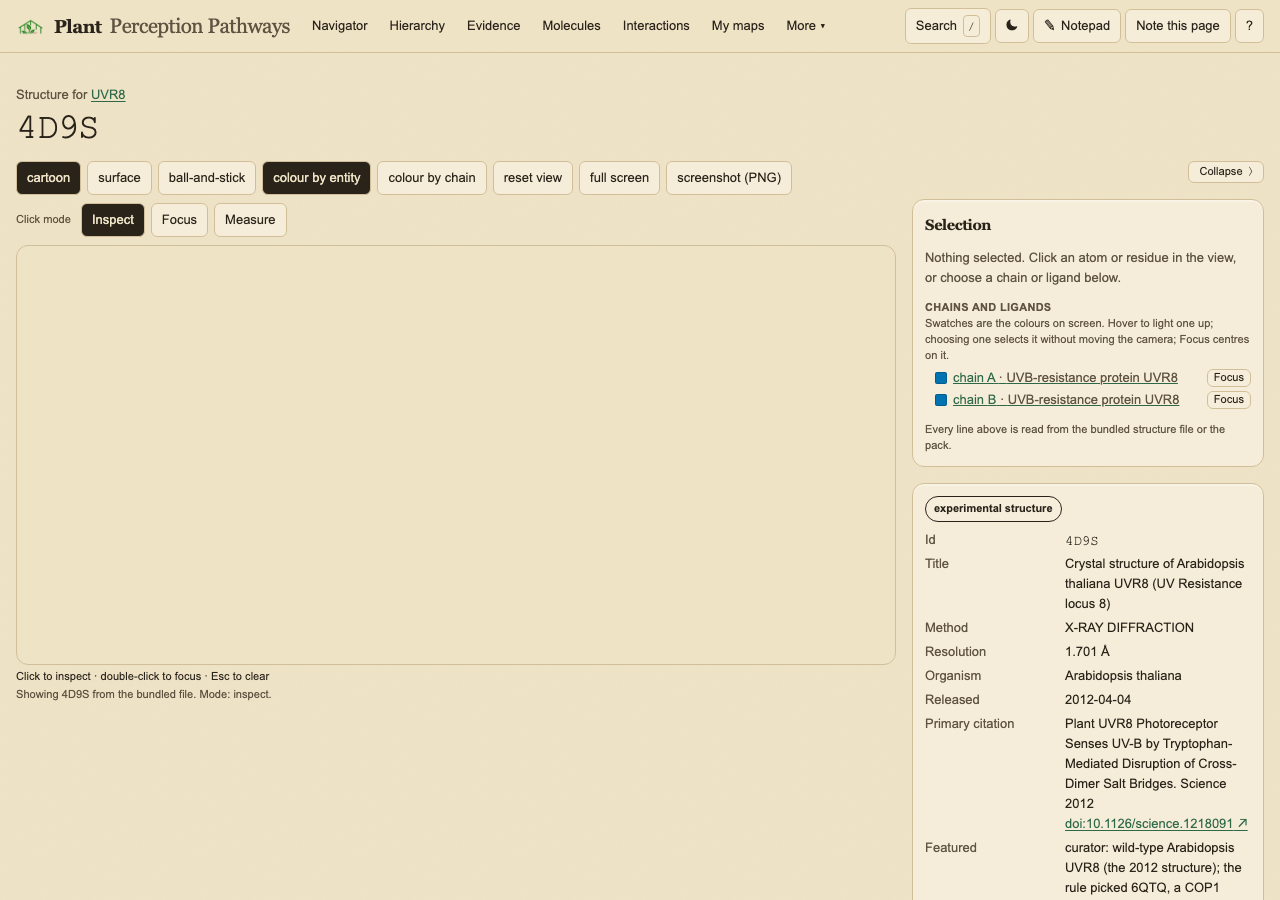 Plant Perception Pathways
Navigator
Hierarchy
Evidence
Molecules
Interactions
My maps
More ▾
Search /
✎ Notepad
Note this page
?
Structure for UVR8
4D9S
cartoon
surface
ball-and-stick
colour by entity
colour by chain
reset view
full screen
screenshot (PNG)
Click mode
Inspect
Focus
Measure
Click to inspect · double-click to focus · Esc to clear
Showing 4D9S from the bundled file. Mode: inspect.
Collapse 〉
Selection
Nothing selected. Click an atom or residue in the view,
or choose a chain or ligand below.
CHAINS AND LIGANDS
Swatches are the colours on screen. Hover to light one up;
choosing one selects it without moving the camera; Focus centres
on it.
chain A · UVB-resistance protein UVR8 Focus
chain B · UVB-resistance protein UVR8 Focus
Every line above is read from the bundled structure file or the
pack.
experimental structure
Id 4D9S
Title Crystal structure of Arabidopsis
thaliana UVR8 (UV Resistance
locus 8)
Method X-RAY DIFFRACTION
Resolution 1.701 Å
Organism Arabidopsis thaliana
Released 2012-04-04
Primary citation Plant UVR8 Photoreceptor
Senses UV-B by Tryptophan-
Mediated Disruption of Cross-
Dimer Salt Bridges. Science
2012
doi:10.1126/science.1218091 ↗
Featured curator: wild-type Arabidopsis
UVR8 (the 2012 structure); the
rule picked 6QTQ, a COP1